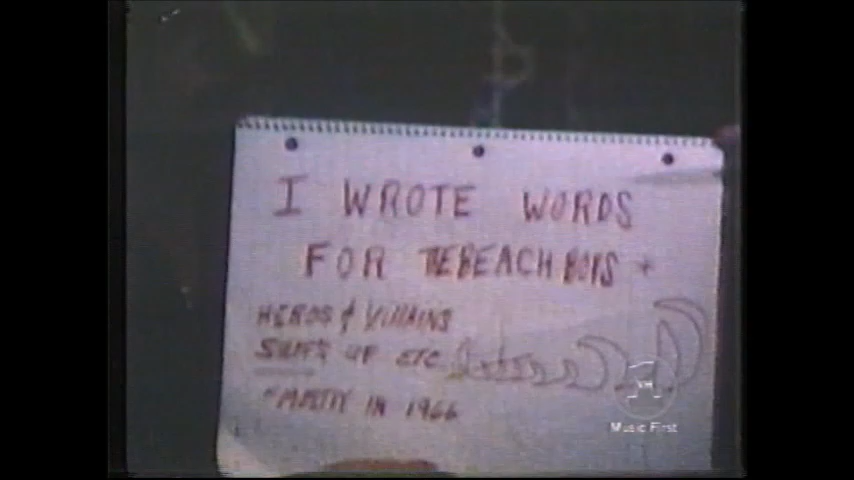 I WROTE WORDS
FOR THE BEACH BOYS +
HEROS & VILLAINS
SURF'S UP ETC
*MOSTLY IN 1966
Music First